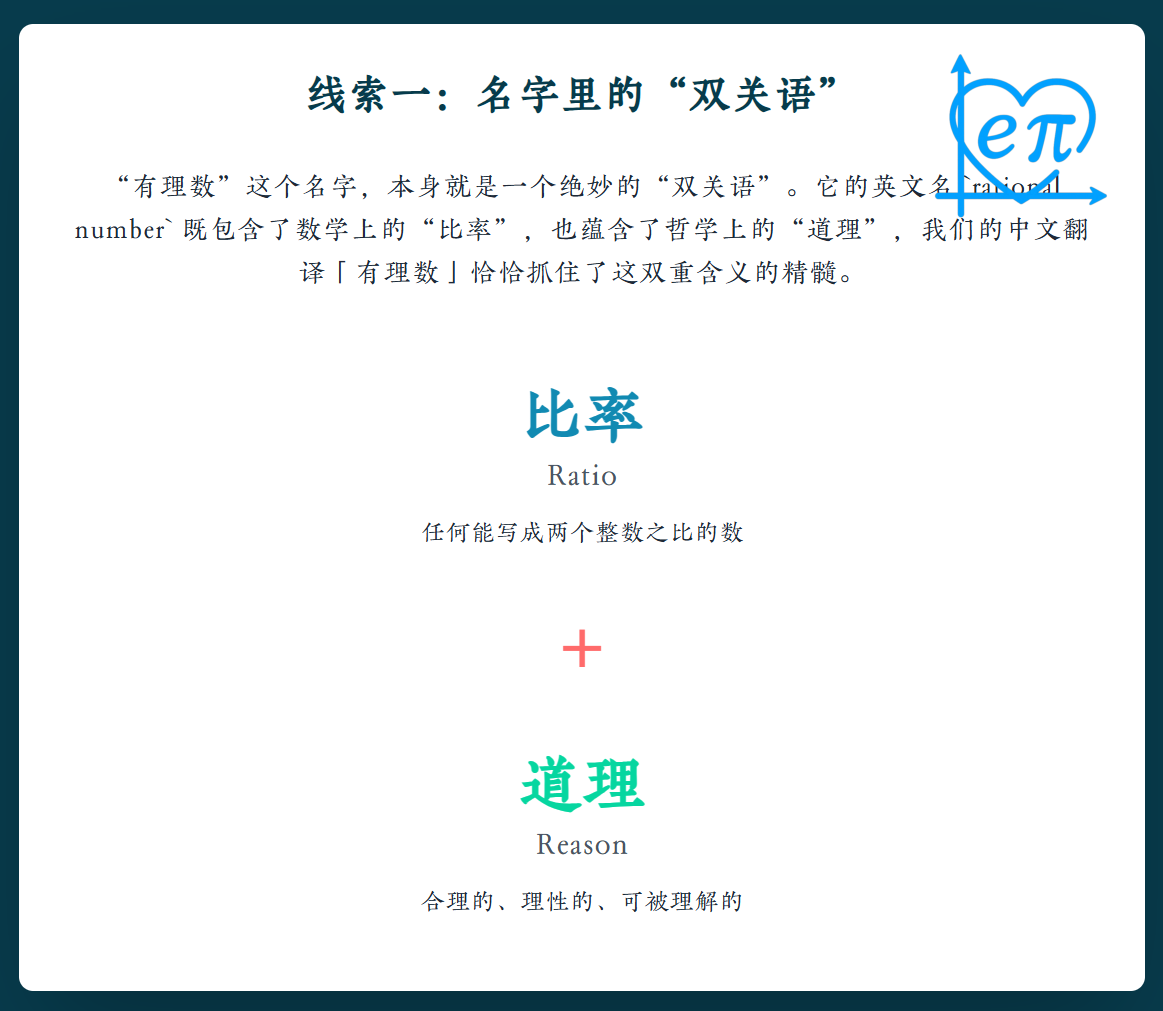 线索一：名字里的“双关语”
eπ
“有理数”这个名字，本身就是一个绝妙的“双关语”。它的英文名`rational
number` 既包含了数学上的“比率”，也蕴含了哲学上的“道理”，我们的中文翻
译「有理数」恰恰抓住了这双重含义的精髓。
比率
Ratio
任何能写成两个整数之比的数
+
道理
Reason
合理的、理性的、可被理解的